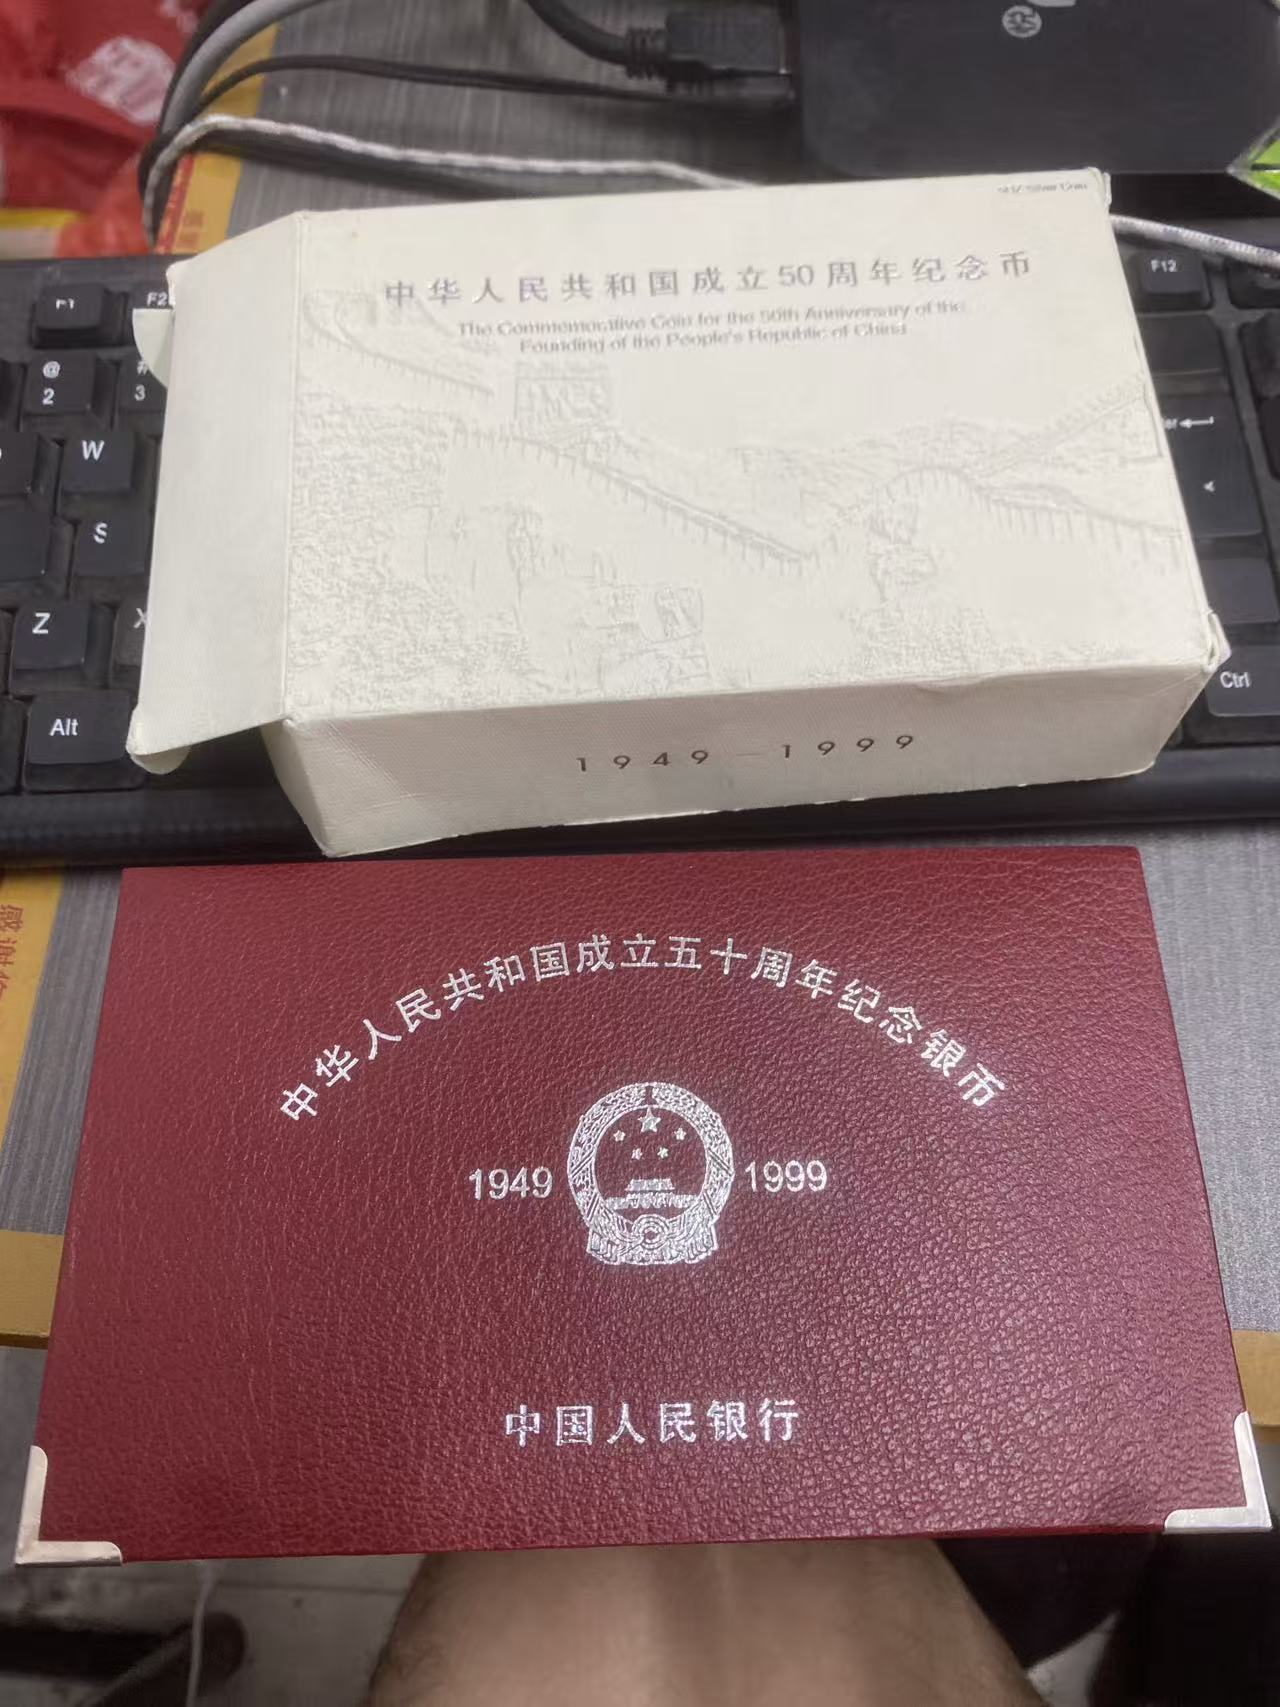 F1
F2
F12
@
2
#
3
W
S
Z
X
Alt
Ctrl
中华人民共和国成立50周年纪念币
The Commemorative Coin for the 50th Anniversary of the
Founding of the People's Republic of China
1949—1999
中华人民共和国成立五十周年纪念银币
1949 1999
中国人民银行